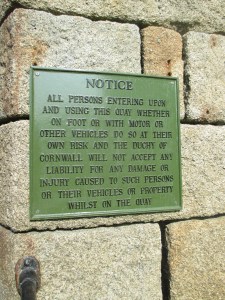 NOTICE
ALL PERSONS ENTERING UPON
AND USING THIS QUAY WHETHER
ON FOOT OR WITH MOTOR OR
OTHER VEHICLES DO SO AT THEIR
OWN RISK AND THE DUCHY OF
CORNWALL WILL NOT ACCEPT ANY
LIABILITY FOR ANY DAMAGE OR
INJURY CAUSED TO SUCH PERSONS
OR THEIR VEHICLES OR PROPERTY
WHILST ON THE QUAY